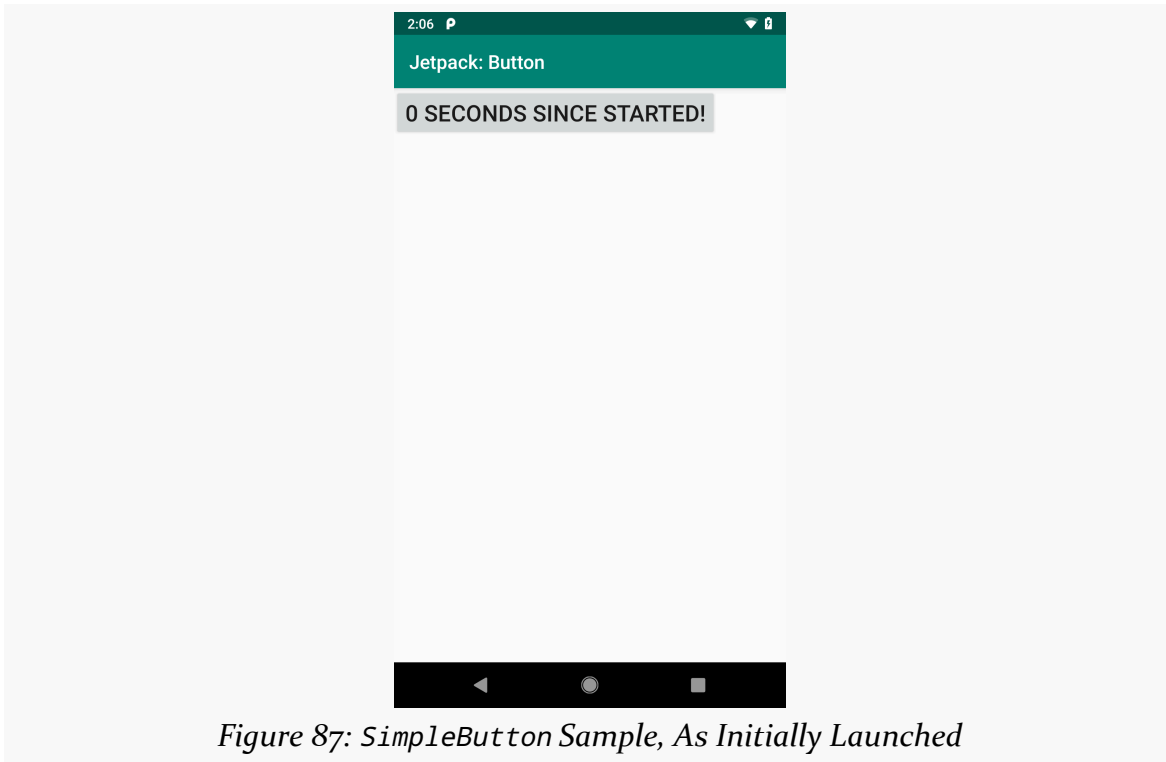 2:06
Jetpack: Button
0 SECONDS SINCE STARTED!
Figure 87: SimpleButton Sample, As Initially Launched